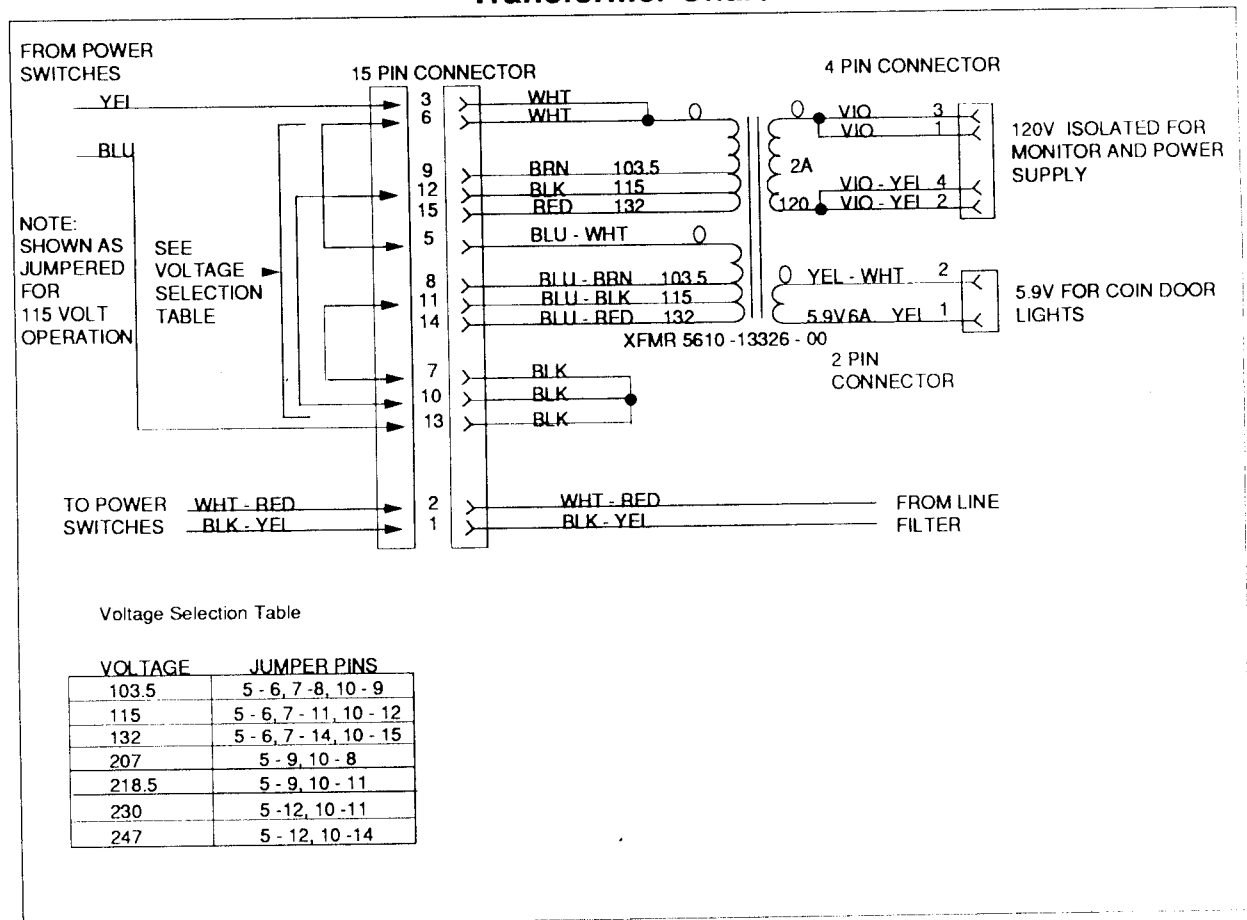 FROM POWER
SWITCHES
15 PIN CONNECTOR
4 PIN CONNECTOR
YEL
BLU
3 WHT
6 WHT 0
9 BRN 103.5
12 BLK 115
15 RED 132
5 BLU - WHT 0
8 BLU - BRN 103.5
11 BLU - BLK 115
14 BLU - RED 132
XFMR 5610 -13326 - 00
7 BLK
10 BLK
13 BLK
0 VIO 3
VIO 1
2A
VIO - YEL 4
120 VIO - YEL 2
120V ISOLATED FOR
MONITOR AND POWER
SUPPLY
0 YEL - WHT 2
5.9V6A YEL 1
5.9V FOR COIN DOOR
LIGHTS
2 PIN
CONNECTOR
NOTE:
SHOWN AS
JUMPERED
FOR
115 VOLT
OPERATION
SEE
VOLTAGE
SELECTION
TABLE
TO POWER
SWITCHES
WHT - RED 2 WHT - RED
BLK - YEL 1 BLK - YEL
FROM LINE
FILTER
Voltage Selection Table
VOLTAGE JUMPER PINS
103.5 5 - 6, 7 -8, 10 - 9
115 5 - 6, 7 - 11, 10 - 12
132 5 - 6, 7 - 14, 10 - 15
207 5 - 9, 10 - 8
218.5 5 - 9, 10 - 11
230 5 -12, 10 -11
247 5 - 12, 10 -14